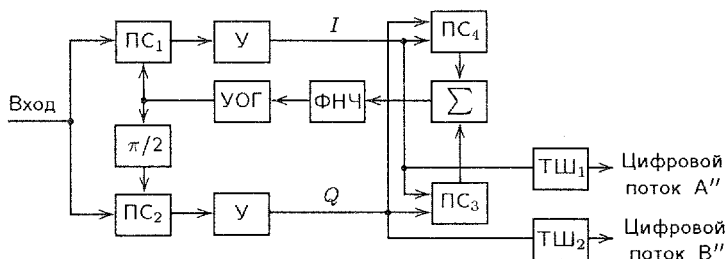 ПС₁
У
I
ПС₄
Вход
УОГ
ФНЧ
∑
π/2
ТШ₁
Цифровой
поток А″
ПС₂
У
Q
ПС₃
ТШ₂
Цифровой
поток В″